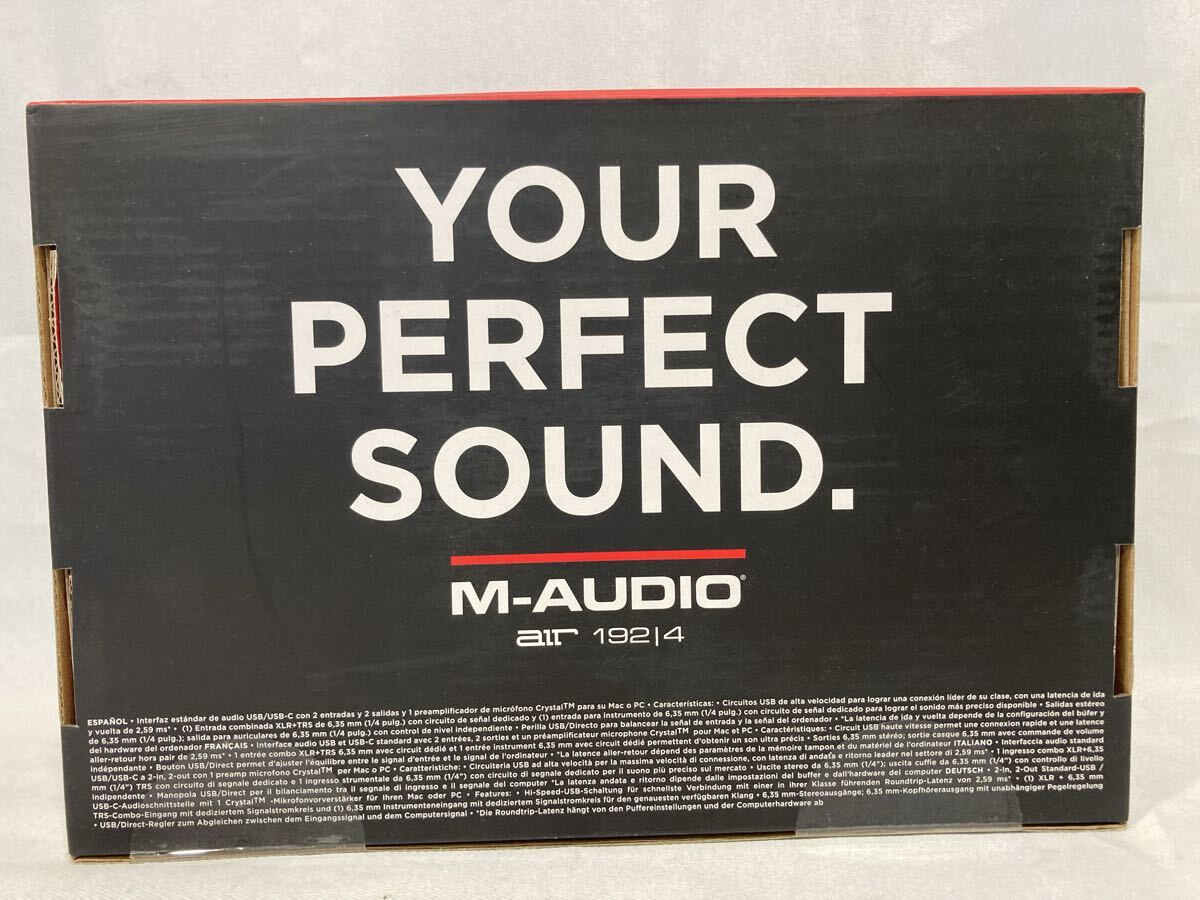 YOUR
PERFECT
SOUND.
M-AUDIO®
air 192|4
ESPAÑOL • Interfaz estándar de audio USB/USB-C con 2 entradas y 2 salidas y 1 preamplificador de micrófono Crystal™ para su Mac o PC • Características: • Circuitos USB de alta velocidad para lograr una conexión líder de su clase, con una latencia de ida
y vuelta de 2,59 ms* • (1) Entrada combinada XLR+TRS de 6,35 mm (1/4 pulg.) con circuito de señal dedicado y (1) entrada para instrumento de 6,35 mm (1/4 pulg.) con circuito de señal dedicado para lograr el sonido más preciso disponible • Salidas estéreo
de 6,35 mm (1/4 pulg.); salida para auriculares de 6,35 mm (1/4 pulg.) con control de nivel independiente • Perilla USB/Directo para balancear la señal de entrada y la señal del ordenador • *La latencia de ida y vuelta depende de la configuración del búfer y
del hardware del ordenador FRANÇAIS • Interface audio USB et USB-C standard avec 2 entrées, 2 sorties et un préamplificateur microphone Crystal™ pour Mac et PC • Caractéristiques: • Circuit USB haute vitesse permet une connexion rapide et une latence
aller-retour hors pair de 2,59 ms* • 1 entrée combo XLR+TRS 6,35 mm avec circuit dédié et 1 entrée instrument 6,35 mm avec circuit dédié permettent d'obtenir un son ultra précis • Sorties 6,35 mm stéréo; sortie casque 6,35 mm avec commande de volume
indépendante • Bouton USB/Direct permet d'ajuster l'équilibre entre le signal d'entrée et le signal de l'ordinateur • *La latence aller-retour dépend des paramètres de la mémoire tampon et du matériel de l'ordinateur ITALIANO • Interfaccia audio standard
USB/USB-C a 2-in, 2-out con 1 preamp microfono Crystal™ per Mac o PC • Caratteristiche: • Circuiteria USB ad alta velocità per la massima velocità di connessione, con latenza di andata e ritorno leader nel settore di 2,59 ms* • 1 Ingresso combo XLR+6,35
mm (1/4") TRS con circuito di segnale dedicato e 1 ingresso strumentale da 6,35 mm (1/4") con circuito di segnale dedicato per il suono più preciso sul mercato • Uscite stereo da 6,35 mm (1/4"); uscita cuffie da 6,35 mm (1/4") con controllo di livello
indipendente • Manopola USB/Direct per il bilanciamento tra il segnale di ingresso e il segnale del computer • *La latenza di andata e ritorno dipende dalle impostazioni del buffer e dall'hardware del computer DEUTSCH • 2-in, 2-Out Standard-USB /
USB-C-Audioschnittstelle mit 1 Crystal™ -Mikrofonvorverstärker für Ihren Mac oder PC • Features: • Hi-Speed-USB-Schaltung für schnellste Verbindung mit einer in ihrer Klasse führenden Roundtrip-Latenz von 2,59 ms* • (1) XLR + 6,35 mm
TRS-Combo-Eingang mit dediziertem Signalstromkreis und (1) 6,35 mm-Instrumenteneingang mit dediziertem Signalstromkreis für den genauesten verfügbaren Klang • 6,35 mm-Stereoausgänge; 6,35 mm-Kopfhörerausgang mit unabhängiger Pegelregelung
• USB/Direct-Regler zum Abgleichen zwischen dem Eingangssignal und dem Computersignal • *Die Roundtrip-Latenz hängt von den Puffereinstellungen und der Computerhardware ab